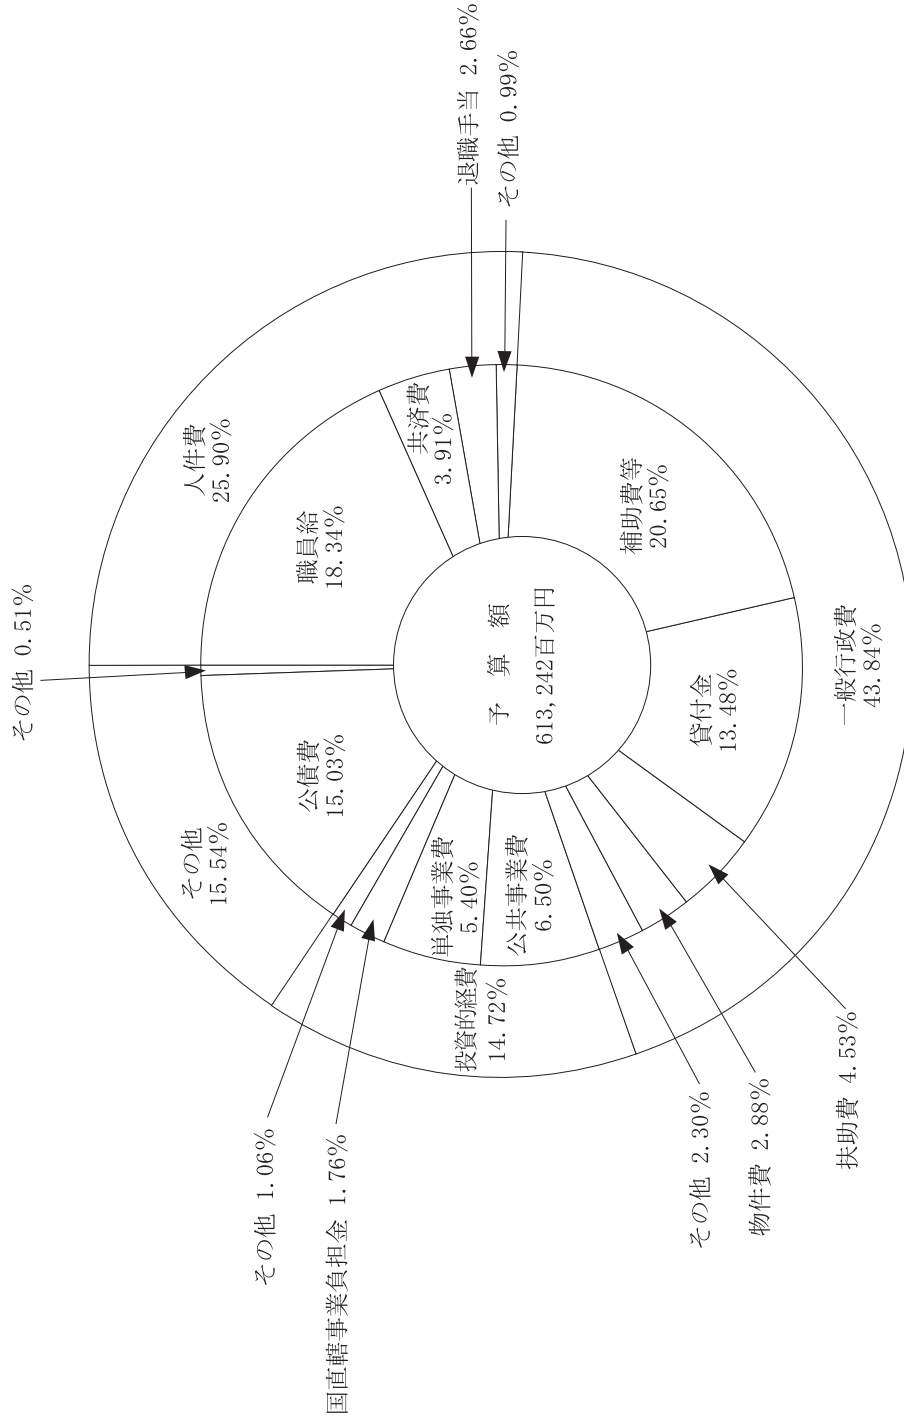 予 算 額
613,242百万円
人件費
25.90%
職員給
18.34%
共済費
3.91%
退職手当 2.66%
その他 0.99%
一般行政費
43.84%
補助費等
20.65%
貸付金
13.48%
扶助費 4.53%
物件費 2.88%
その他 2.30%
投資的経費
14.72%
公共事業費
6.50%
単独事業費
5.40%
国直轄事業負担金 1.76%
その他 1.06%
その他
15.54%
公債費
15.03%
その他 0.51%